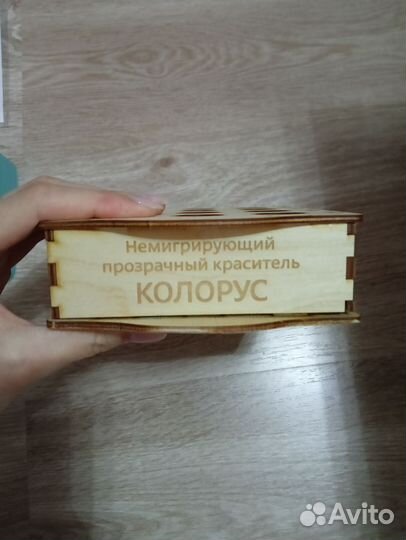 Немигрирующий
прозрачный краситель
КОЛОРУС
Avito